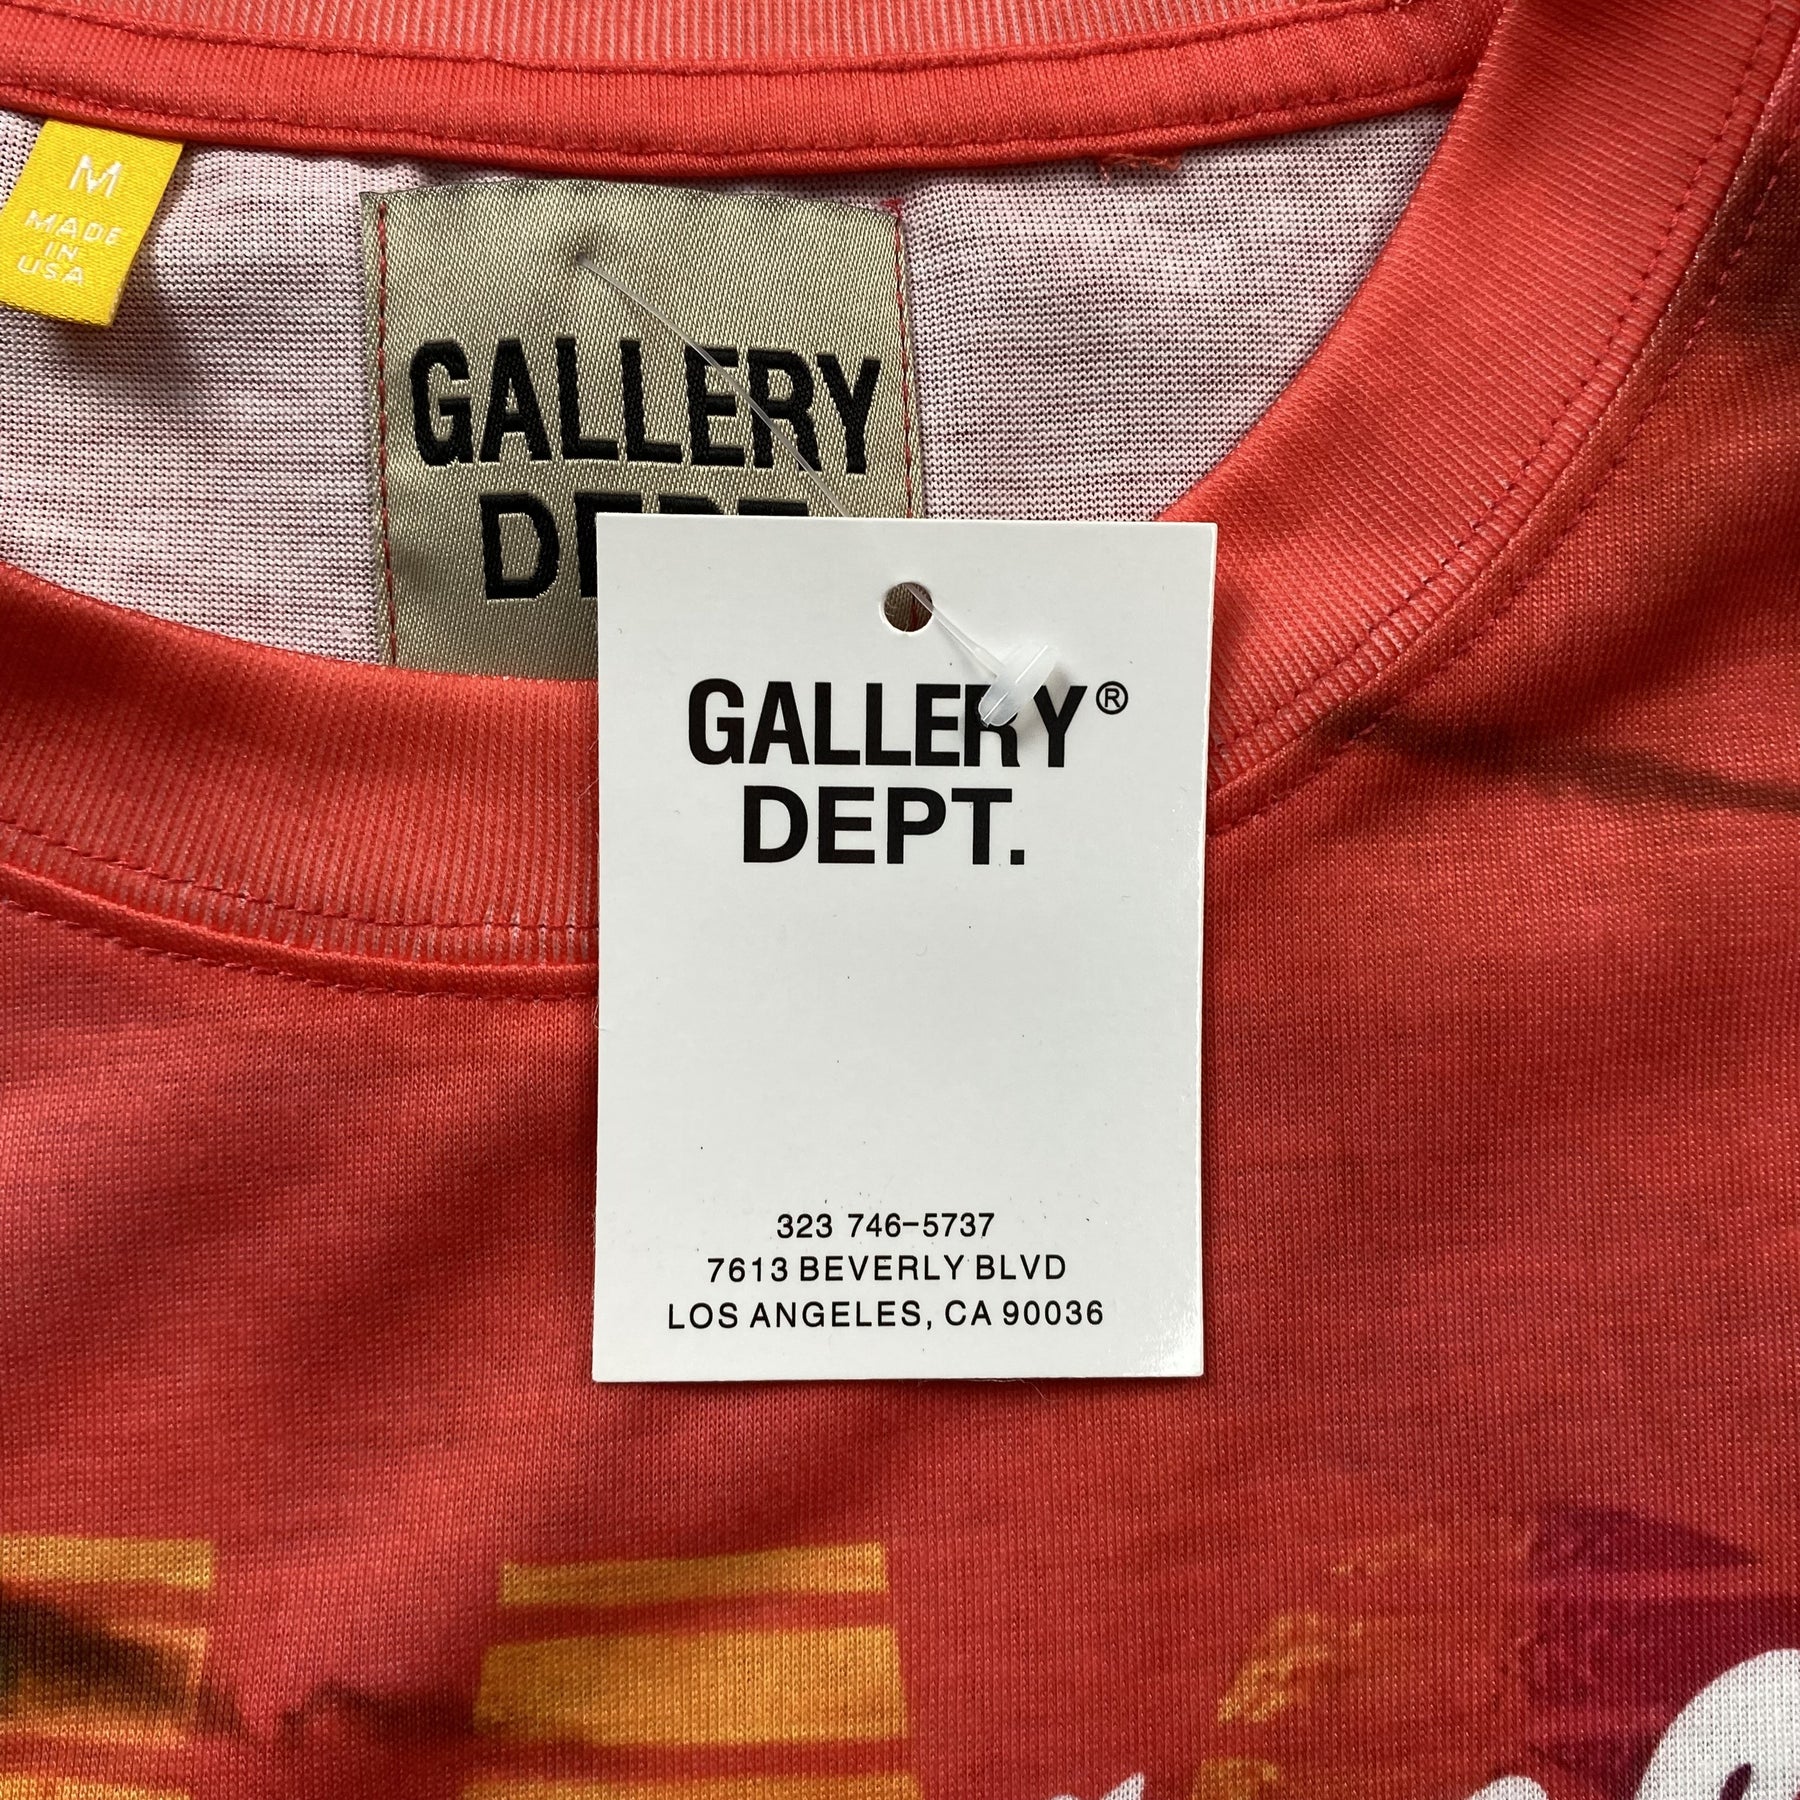 M
MADE
IN
USA
GALLERY
GALLERY®
DEPT.
323 746-5737
7613 BEVERLY BLVD
LOS ANGELES, CA 90036